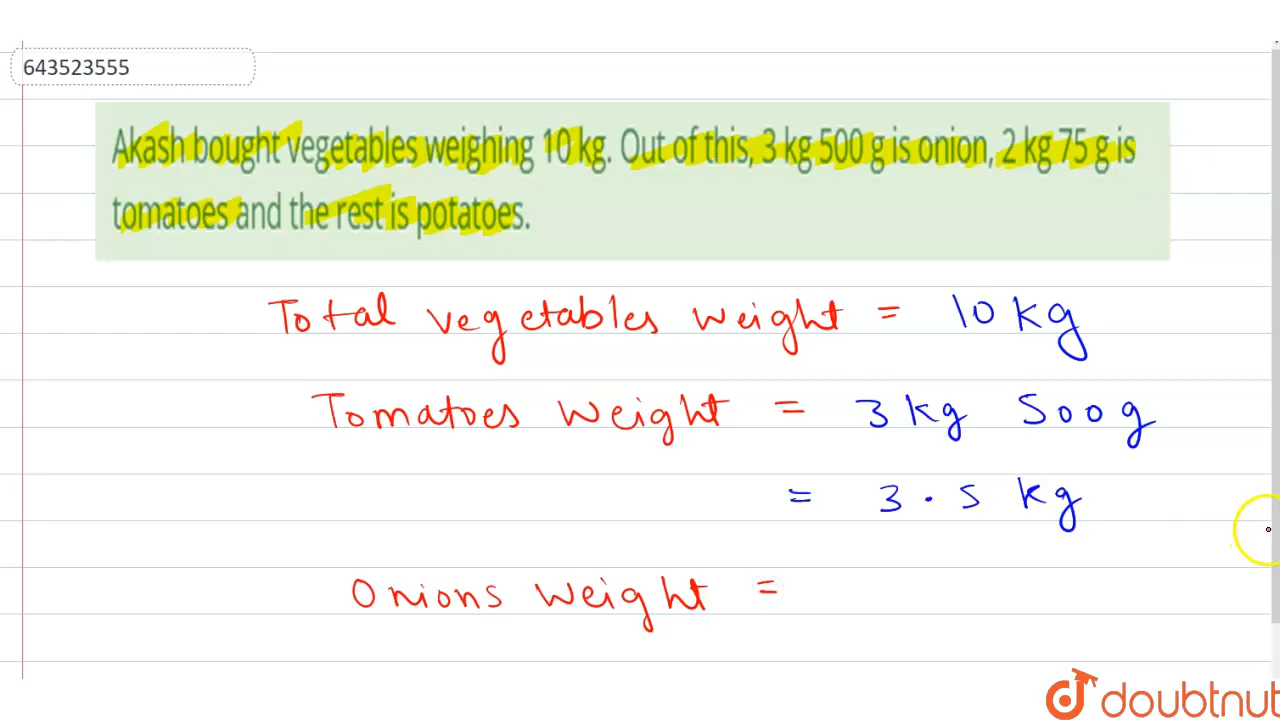 643523555
Akash bought vegetables weighing 10 kg. Out of this, 3 kg 500 g is onion, 2 kg 75 g is
tomatoes and the rest is potatoes.
Total vegetables weight = 10 kg
Tomatoes weight = 3 kg 500 g
= 3.5 kg
Onions weight =
doubtnut